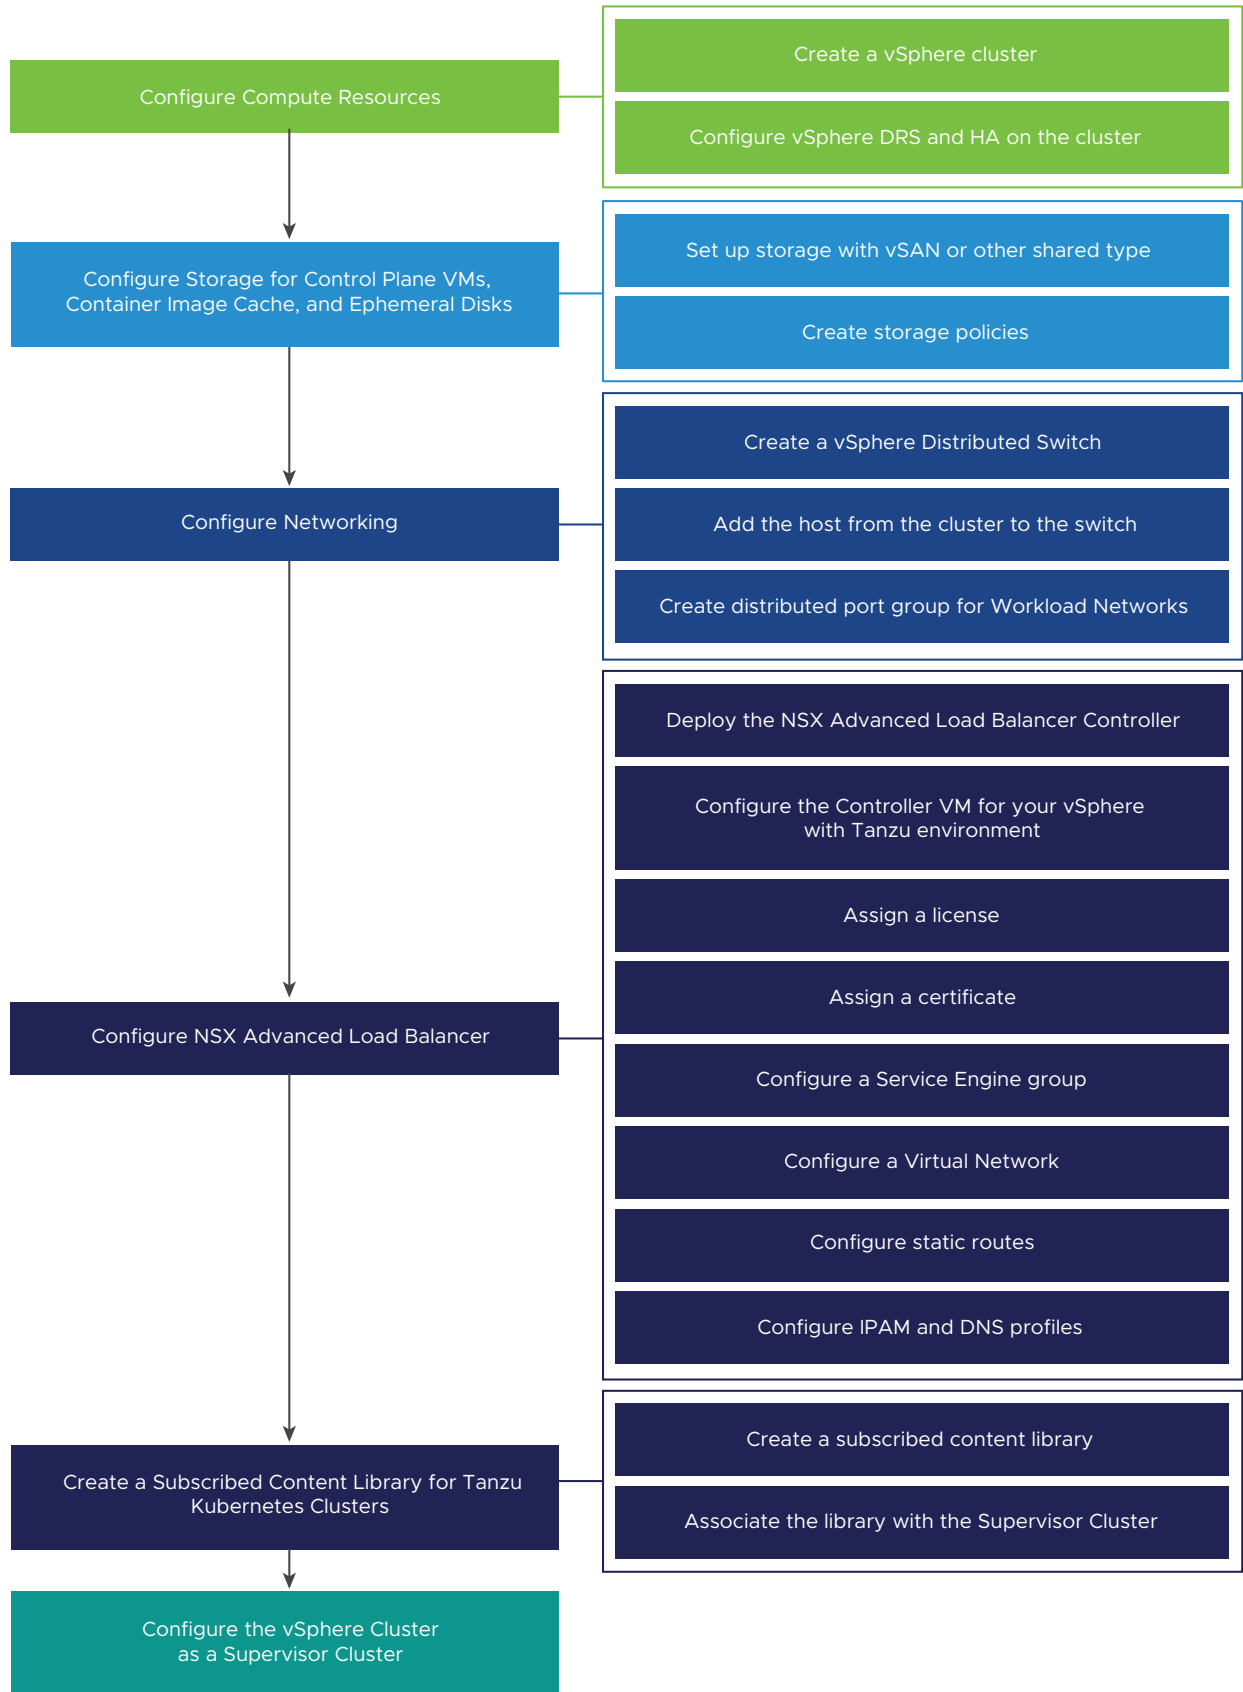 Configure Compute Resources
Create a vSphere cluster
Configure vSphere DRS and HA on the cluster
Configure Storage for Control Plane VMs,
Container Image Cache, and Ephemeral Disks
Set up storage with vSAN or other shared type
Create storage policies
Configure Networking
Create a vSphere Distributed Switch
Add the host from the cluster to the switch
Create distributed port group for Workload Networks
Configure NSX Advanced Load Balancer
Deploy the NSX Advanced Load Balancer Controller
Configure the Controller VM for your vSphere
with Tanzu environment
Assign a license
Assign a certificate
Configure a Service Engine group
Configure a Virtual Network
Configure static routes
Configure IPAM and DNS profiles
Create a Subscribed Content Library for Tanzu
Kubernetes Clusters
Create a subscribed content library
Associate the library with the Supervisor Cluster
Configure the vSphere Cluster
as a Supervisor Cluster